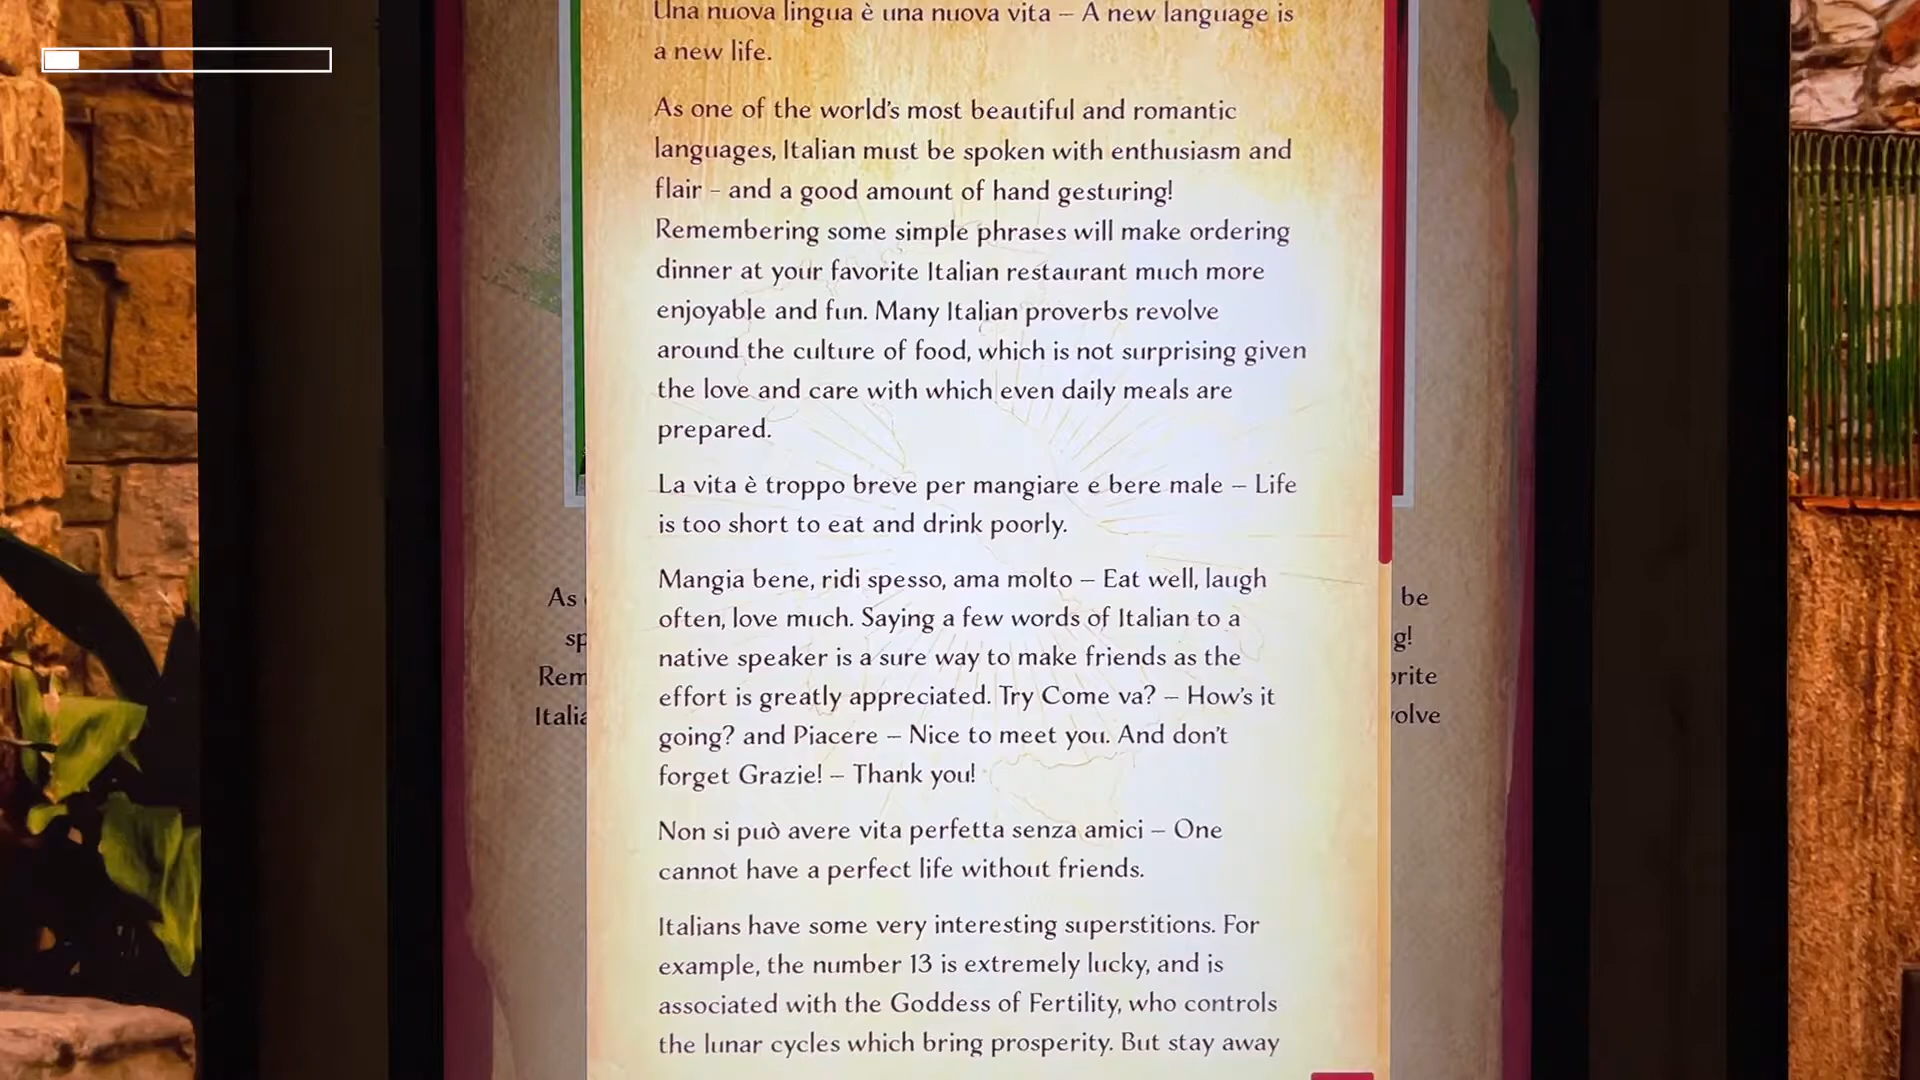 Una nuova lingua è una nuova vita – A new language is
a new life.
As one of the world's most beautiful and romantic
languages, Italian must be spoken with enthusiasm and
flair – and a good amount of hand gesturing!
Remembering some simple phrases will make ordering
dinner at your favorite Italian restaurant much more
enjoyable and fun. Many Italian proverbs revolve
around the culture of food, which is not surprising given
the love and care with which even daily meals are
prepared.
La vita è troppo breve per mangiare e bere male – Life
is too short to eat and drink poorly.
Mangia bene, ridi spesso, ama molto – Eat well, laugh
often, love much. Saying a few words of Italian to a
native speaker is a sure way to make friends as the
effort is greatly appreciated. Try Come va? – How's it
going? and Piacere – Nice to meet you. And don't
forget Grazie! – Thank you!
Non si può avere vita perfetta senza amici – One
cannot have a perfect life without friends.
Italians have some very interesting superstitions. For
example, the number 13 is extremely lucky, and is
associated with the Goddess of Fertility, who controls
the lunar cycles which bring prosperity. But stay away
As
be